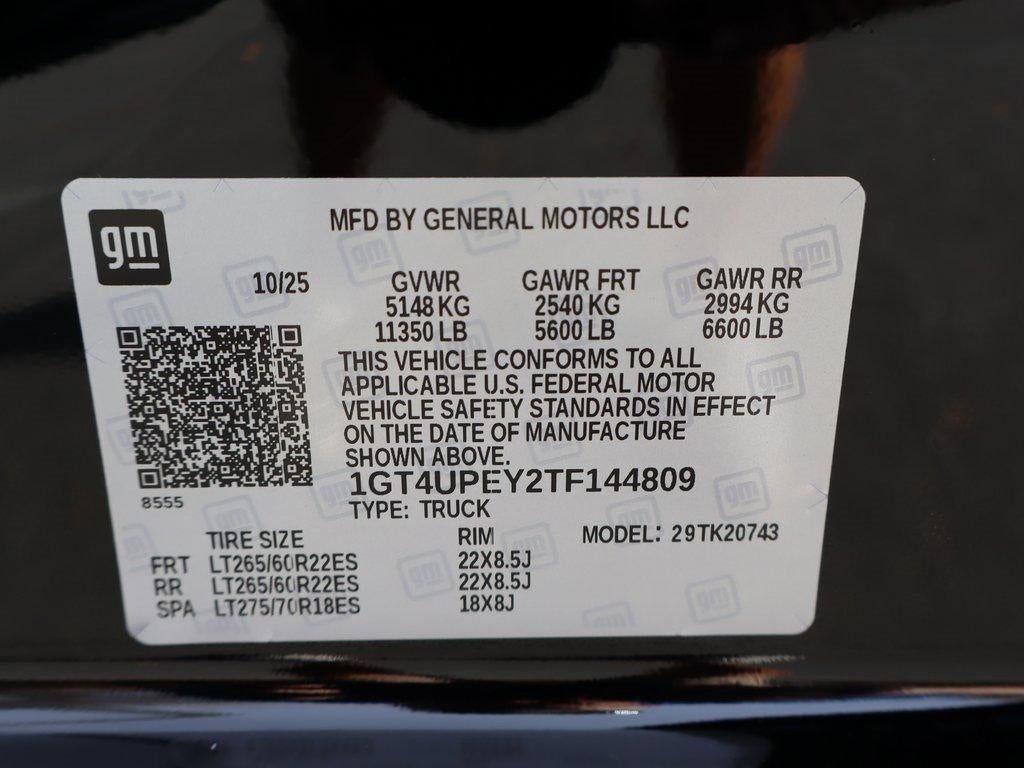 gm
MFD BY GENERAL MOTORS LLC
10/25 GVWR GAWR FRT GAWR RR
5148 KG 2540 KG 2994 KG
11350 LB 5600 LB 6600 LB
THIS VEHICLE CONFORMS TO ALL
APPLICABLE U.S. FEDERAL MOTOR
VEHICLE SAFETY STANDARDS IN EFFECT
ON THE DATE OF MANUFACTURE
SHOWN ABOVE.
1GT4UPEY2TF144809
8555
TYPE: TRUCK
TIRE SIZE RIM MODEL: 29TK20743
FRT LT265/60R22ES 22X8.5J
RR LT265/60R22ES 22X8.5J
SPA LT275/70R18ES 18X8J